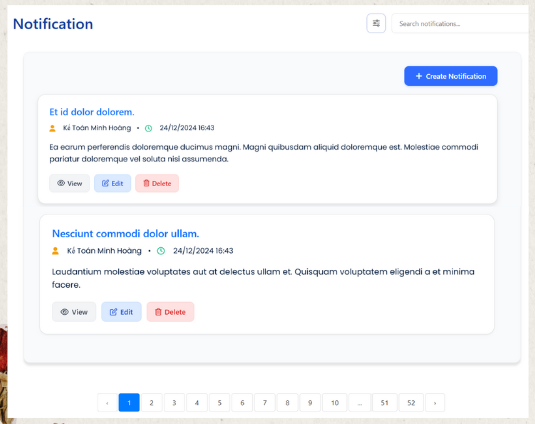 Notification
Search notifications...
+ Create Notification
Et id dolor dolorem.
Kế Toán Minh Hoàng • 24/12/2024 16:43
Ea earum perferendis doloremque ducimus magni. Magni quibusdam aliquid doloremque est. Molestiae commodi
pariatur doloremque vel soluta nisi assumenda.
View Edit Delete
Nesciunt commodi dolor ullam.
Kế Toán Minh Hoàng • 24/12/2024 16:43
Laudantium molestiae voluptates aut at delectus ullam et. Quisquam voluptatem eligendi a et minima
facere.
View Edit Delete
‹ 1 2 3 4 5 6 7 8 9 10 ... 51 52 ›